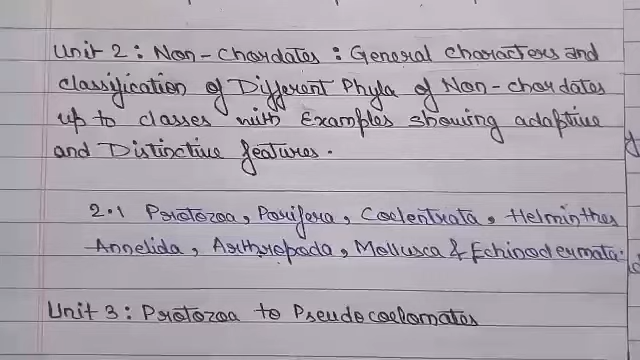 Unit 2 : Non-Chordates : General characters and
classification of Different Phyla of Non-chordates
up to classes with Examples showing adaptive
and Distinctive features.
2.1 Protozoa, Porifera, Coelentrata, Helminthes
Annelida, Arthropoda, Mollusca & Echinodermata.
Unit 3 : Protozoa to Pseudocoelomates